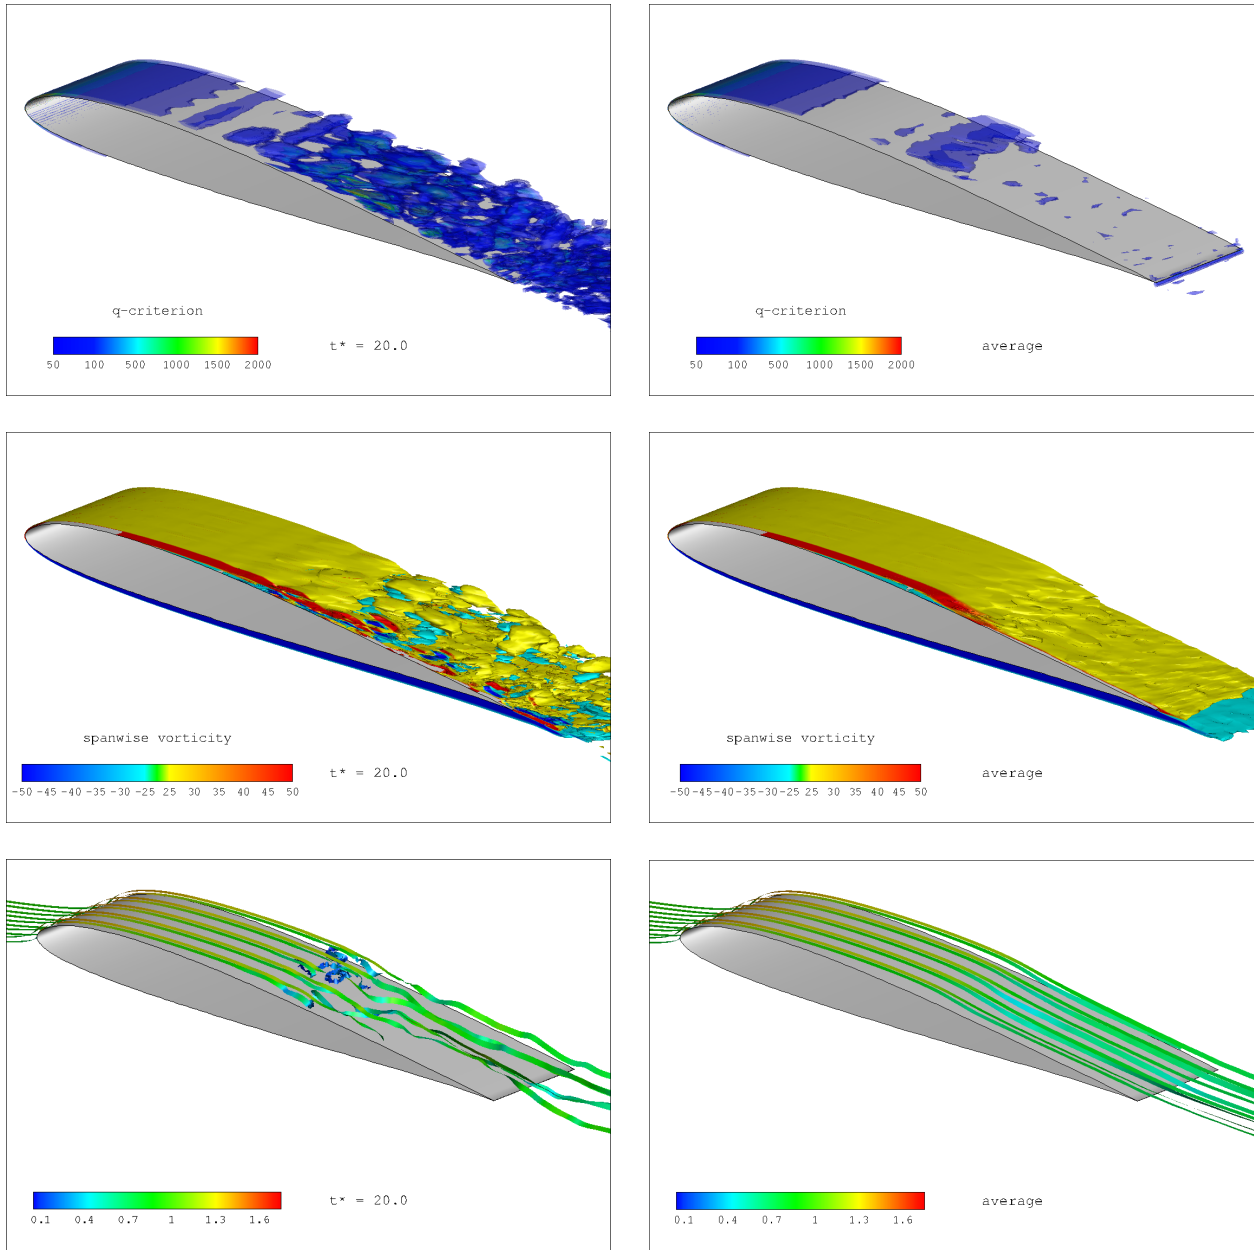 q-criterion
50 100 500 1000 1500 2000
t* = 20.0
q-criterion
50 100 500 1000 1500 2000
average
spanwise vorticity
-50 -45 -40 -35 -30 -25 25 30 35 40 45 50
t* = 20.0
spanwise vorticity
-50 -45 -40 -35 -30 -25 25 30 35 40 45 50
average
0.1 0.4 0.7 1 1.3 1.6
t* = 20.0
0.1 0.4 0.7 1 1.3 1.6
average